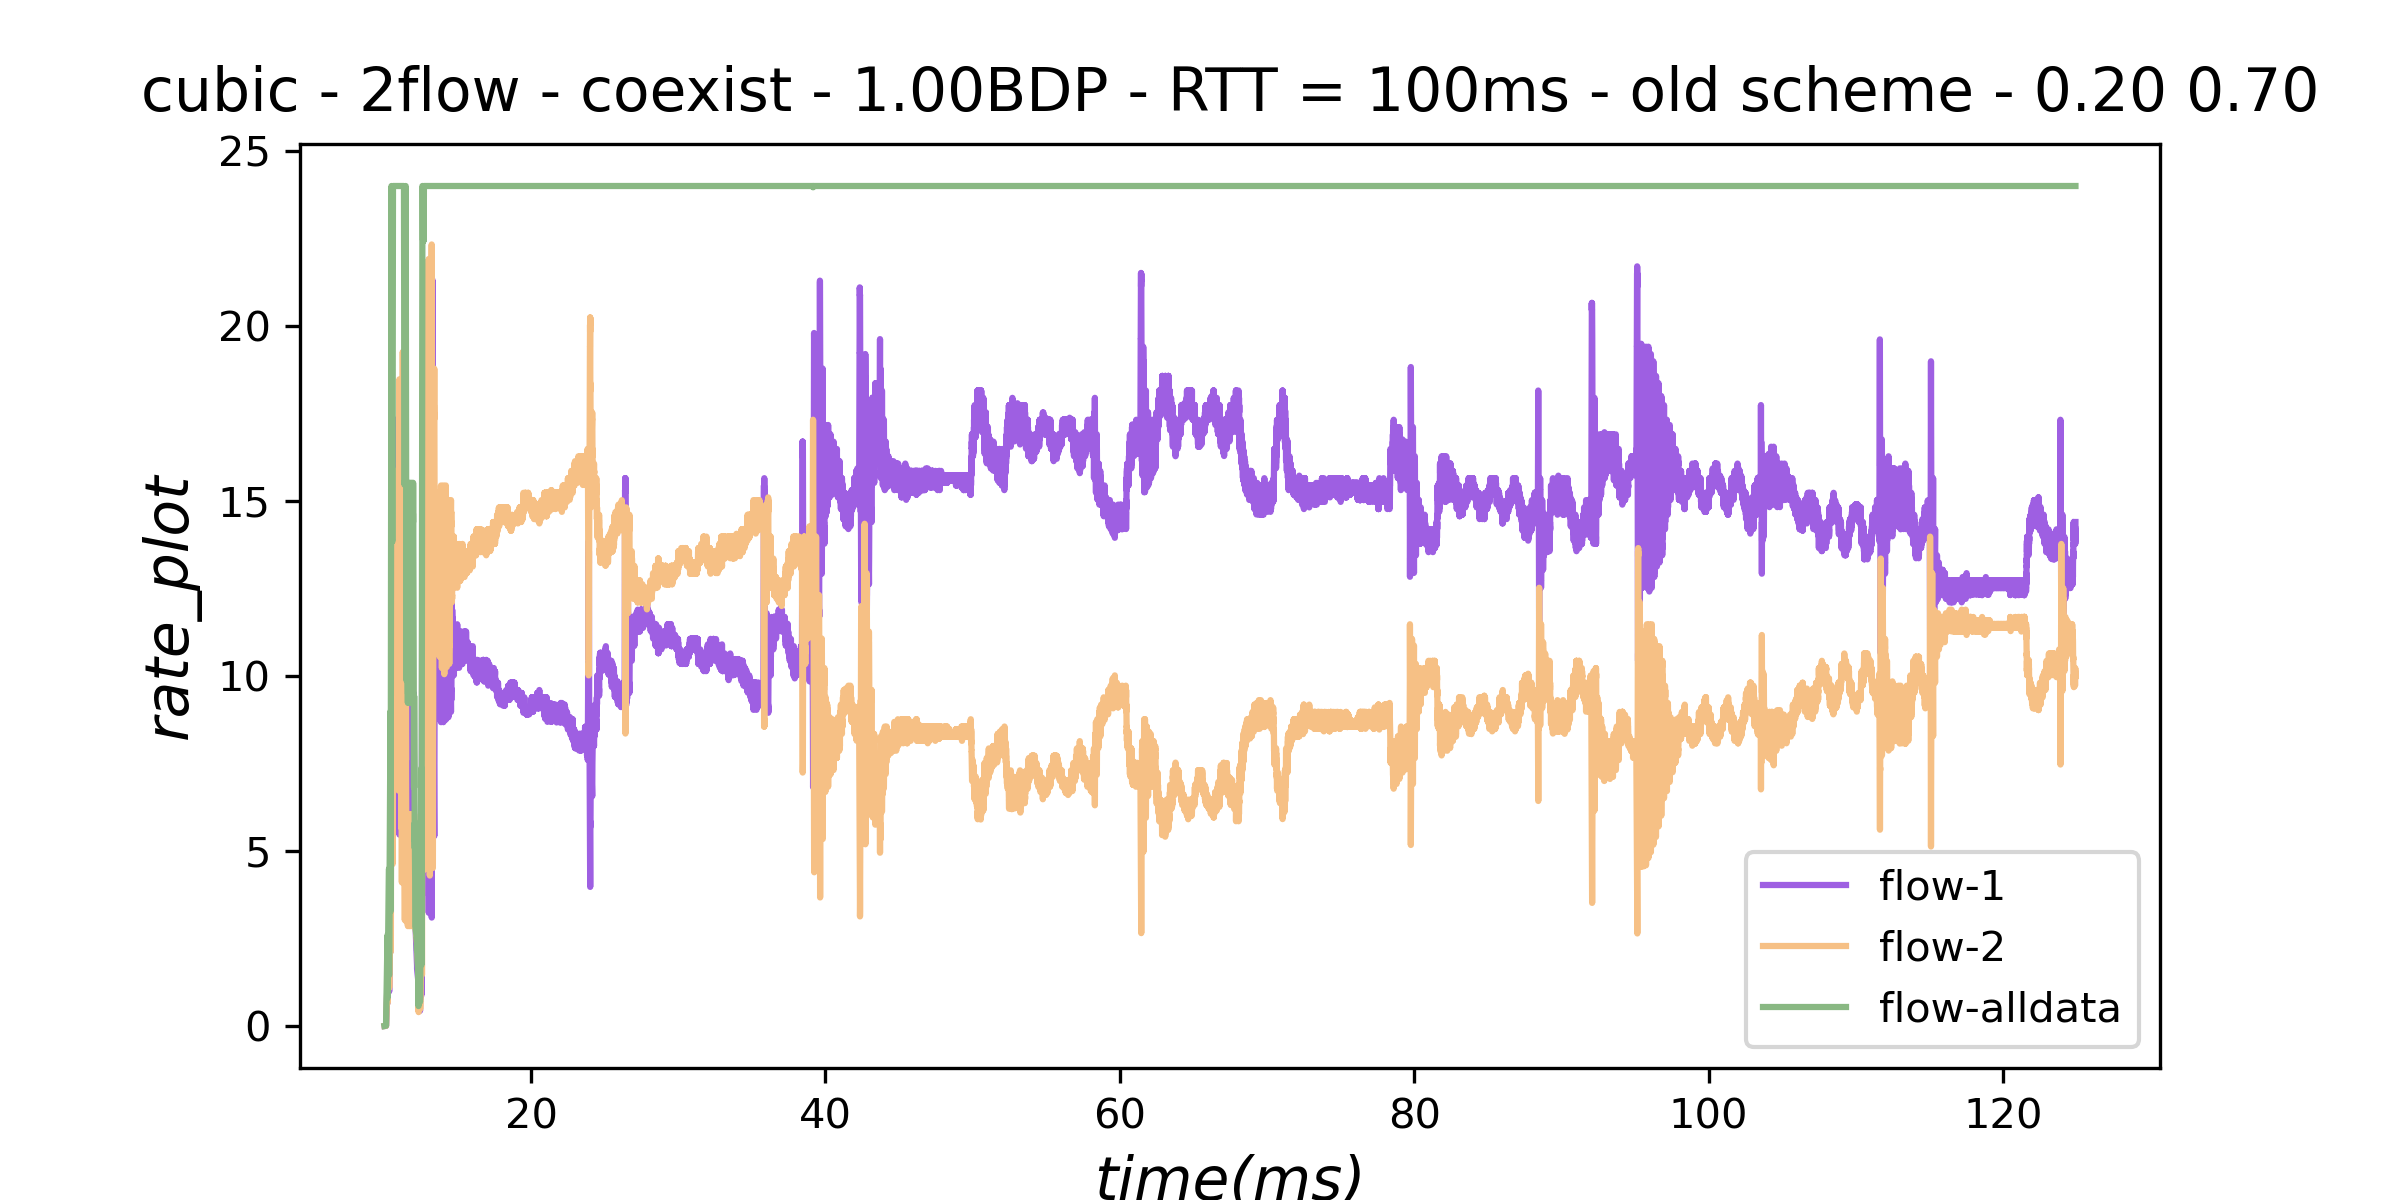 cubic - 2flow - coexist - 1.00BDP - RTT = 100ms - old scheme - 0.20 0.70
rate_plot
25
20
15
10
5
0
flow-1
flow-2
flow-alldata
20 40 60 80 100 120
time(ms)